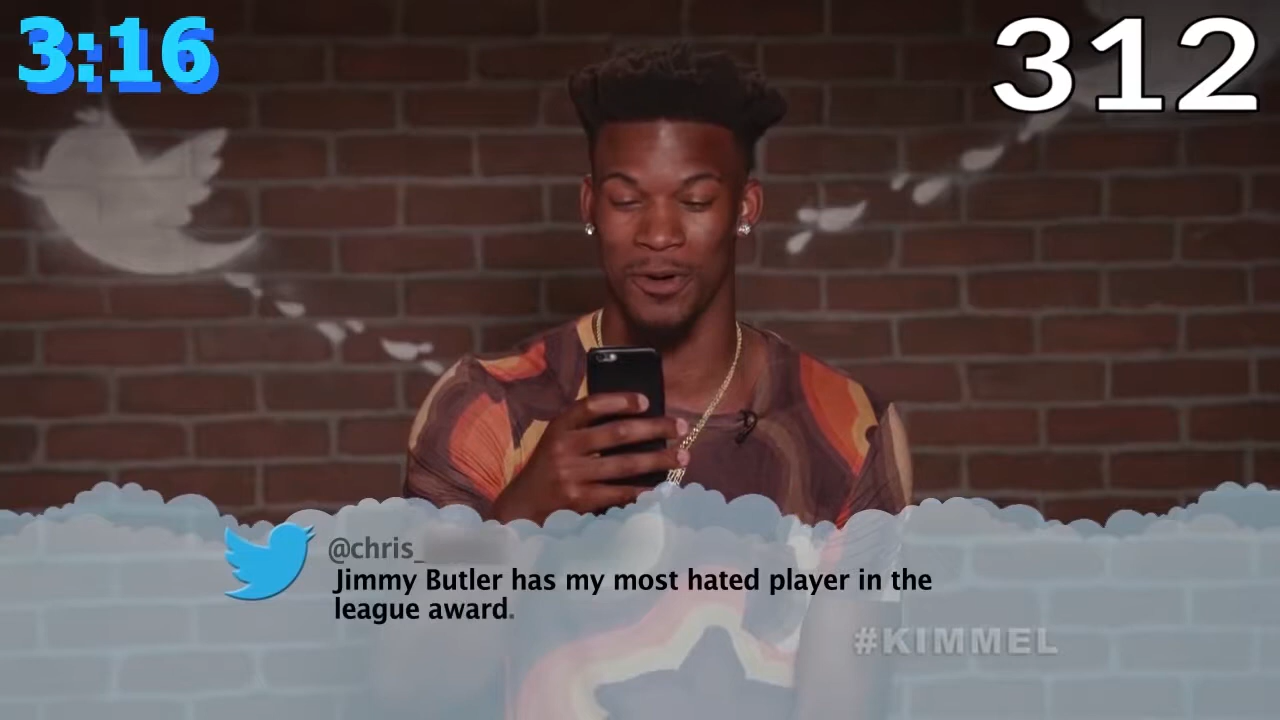 3:16
312
@chris_
Jimmy Butler has my most hated player in the
league award.
#KIMMEL